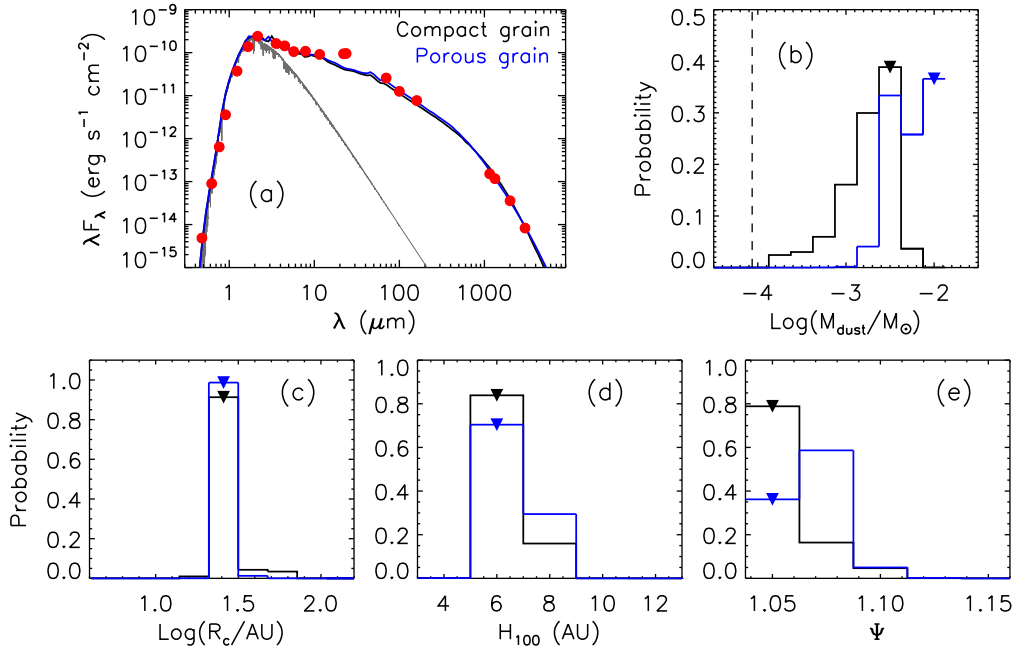 10⁻⁹
10⁻¹⁰
10⁻¹¹
10⁻¹²
10⁻¹³
10⁻¹⁴
10⁻¹⁵
λF_λ (erg s⁻¹ cm⁻²)
Compact grain
Porous grain
(a)
1 10 100 1000
λ (μm)
0.5
0.4
0.3
0.2
0.1
0.0
Probability
(b)
−4 −3 −2
Log(M_dust/M_⊙)
1.0
0.8
0.6
0.4
0.2
0.0
Probability
(c)
1.0 1.5 2.0
Log(R_c/AU)
0.8
0.6
0.4
0.2
0.0
(d)
4 6 8 10 12
H₁₀₀ (AU)
0.8
0.6
0.4
0.2
0.0
(e)
1.05 1.10 1.15
Ψ